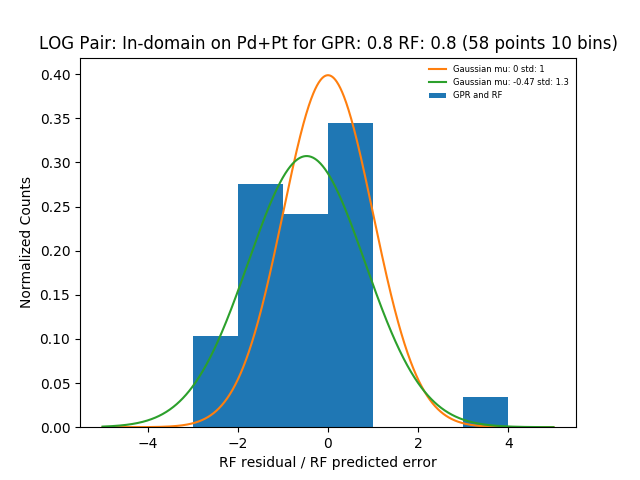 LOG Pair: In-domain on Pd+Pt for GPR: 0.8 RF: 0.8 (58 points 10 bins)
Gaussian mu: 0 std: 1
Gaussian mu: -0.47 std: 1.3
GPR and RF
Normalized Counts
0.40
0.35
0.30
0.25
0.20
0.15
0.10
0.05
0.00
−4
−2
0
2
4
RF residual / RF predicted error